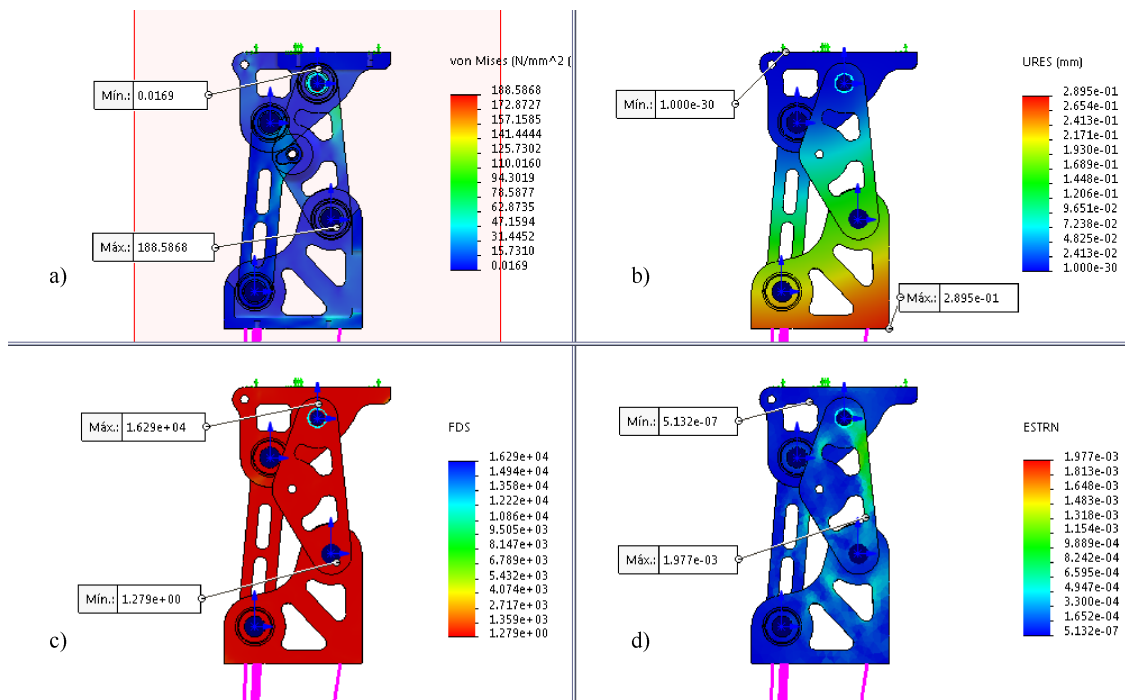 von Mises (N/mm^2 (
188.5868
172.8727
157.1585
141.4444
125.7302
110.0160
94.3019
78.5877
62.8735
47.1594
31.4452
15.7310
0.0169
Mín.: 0.0169
Máx.: 188.5868
a)
URES (mm)
2.895e-01
2.654e-01
2.413e-01
2.171e-01
1.930e-01
1.689e-01
1.448e-01
1.206e-01
9.651e-02
7.238e-02
4.825e-02
2.413e-02
1.000e-30
Mín.: 1.000e-30
Máx.: 2.895e-01
b)
FDS
1.629e+04
1.494e+04
1.358e+04
1.222e+04
1.086e+04
9.505e+03
8.147e+03
6.789e+03
5.432e+03
4.074e+03
2.717e+03
1.359e+03
1.279e+00
Máx.: 1.629e+04
Mín.: 1.279e+00
c)
ESTRN
1.977e-03
1.813e-03
1.648e-03
1.483e-03
1.318e-03
1.154e-03
9.889e-04
8.242e-04
6.595e-04
4.947e-04
3.300e-04
1.652e-04
5.132e-07
Mín.: 5.132e-07
Máx.: 1.977e-03
d)